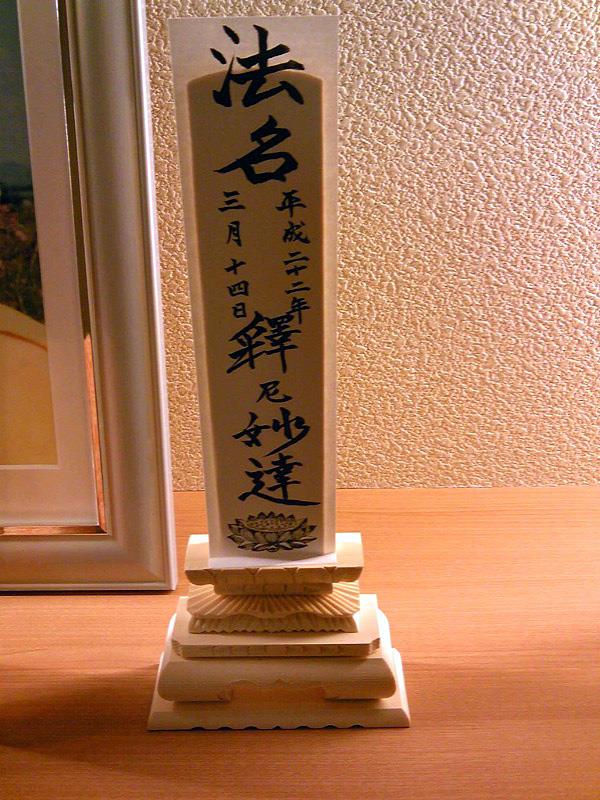 法名
平成二十二年
三月十四日
釋尼妙達